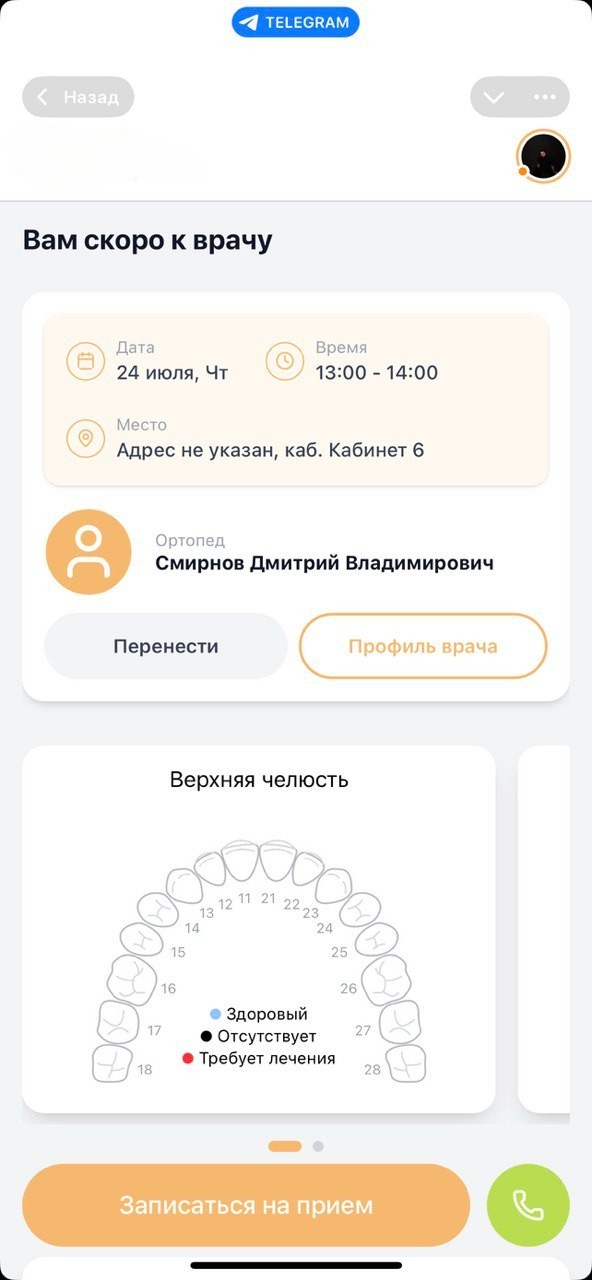 TELEGRAM
Назад
Вам скоро к врачу
Дата
24 июля, Чт
Время
13:00 - 14:00
Место
Адрес не указан, каб. Кабинет 6
Ортопед
Смирнов Дмитрий Владимирович
Перенести
Профиль врача
Верхняя челюсть
11 21
12 22
13 23
14 24
15 25
16 26
17 27
18 28
Здоровый
Отсутствует
Требует лечения
Записаться на прием